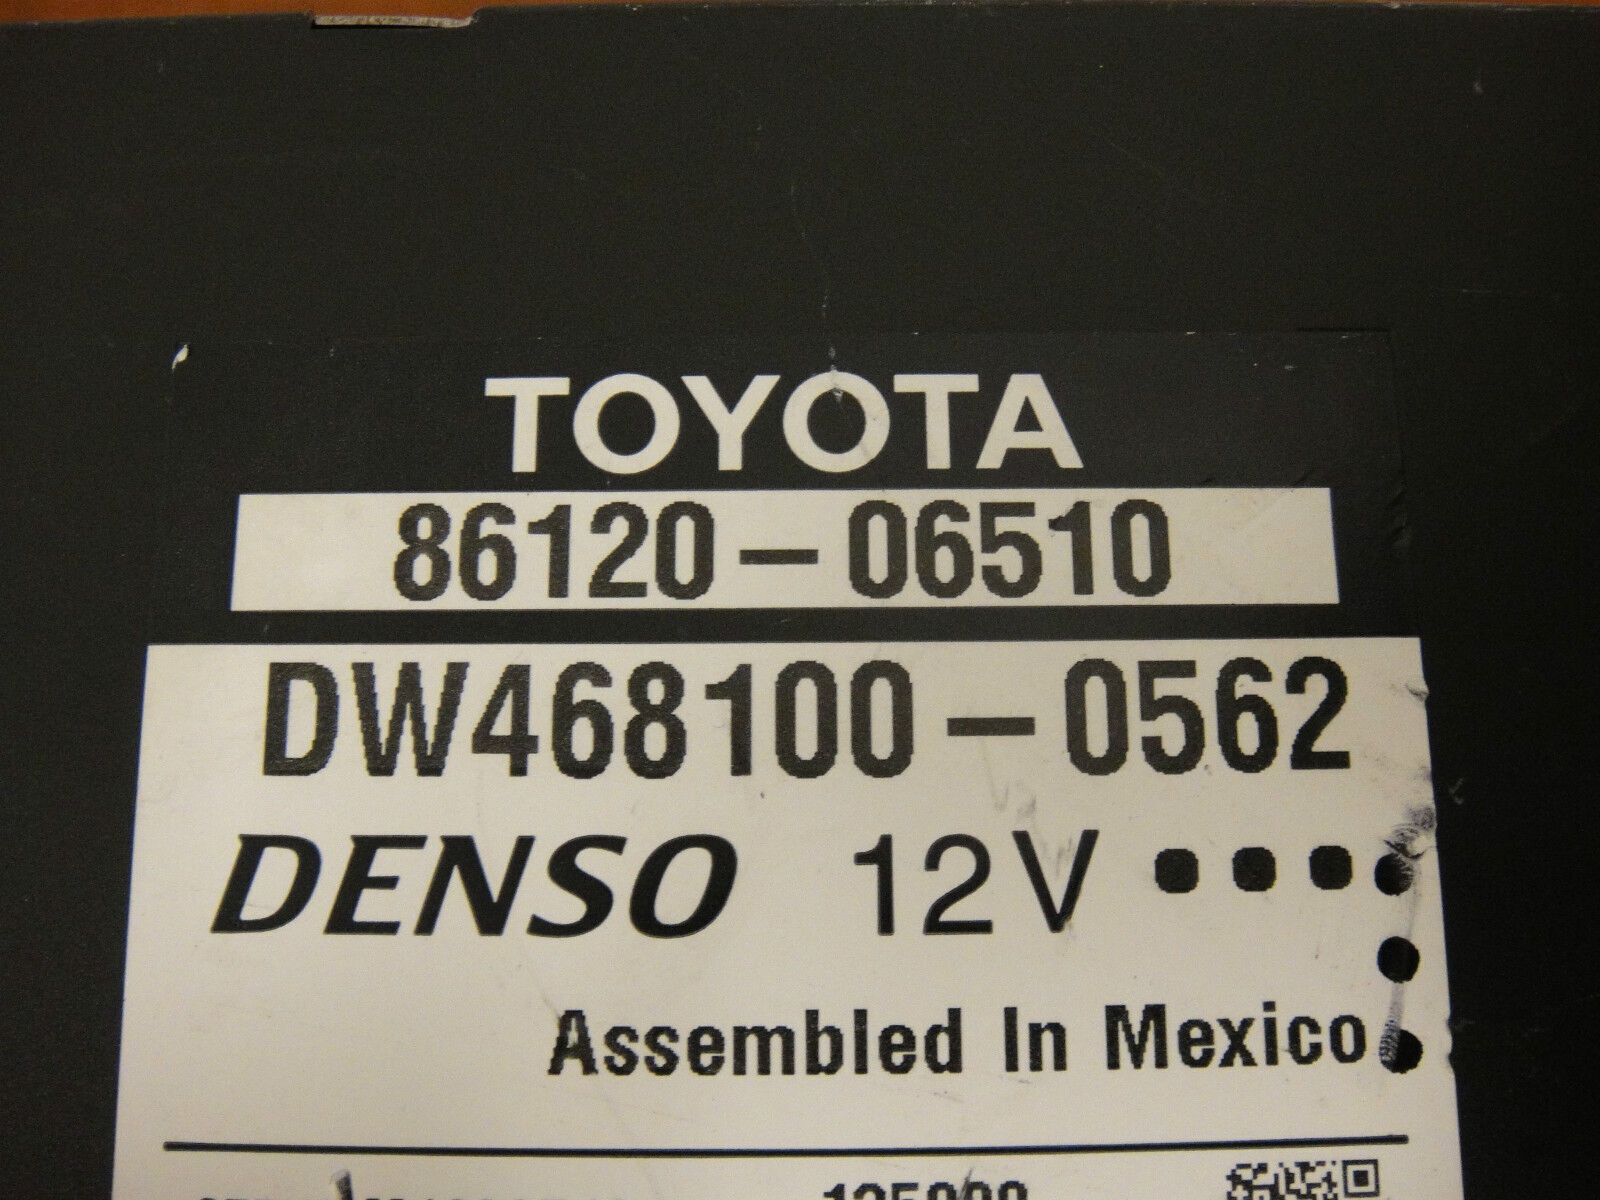 TOYOTA
86120-06510
DW468100-0562
DENSO 12V
Assembled In Mexico